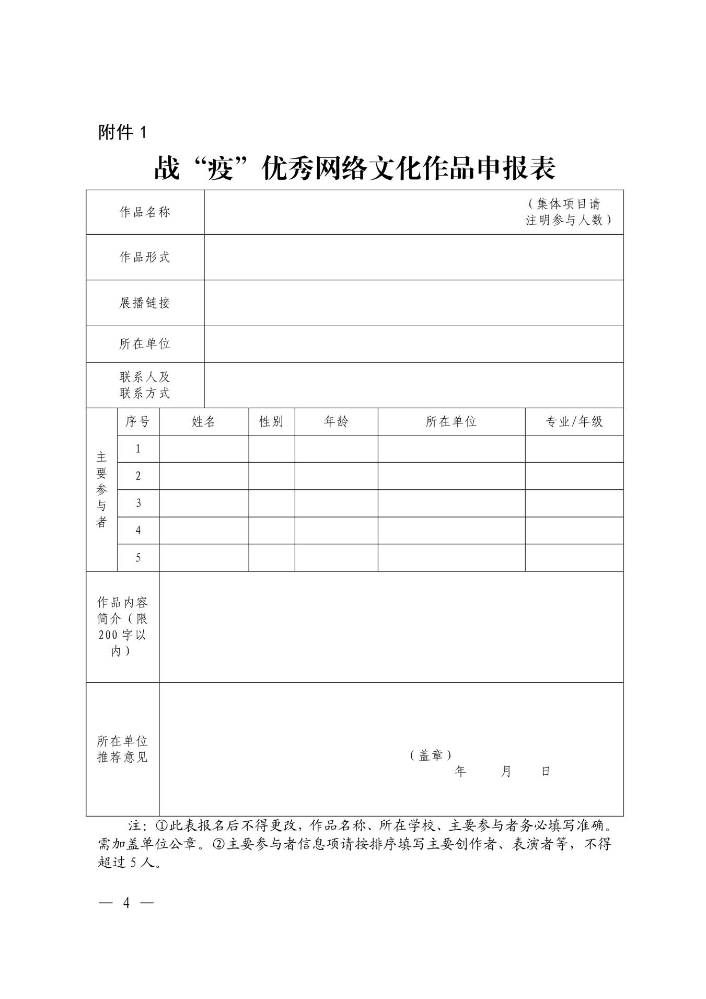 附件 1
战“疫”优秀网络文化作品申报表
作品名称
（集体项目请
注明参与人数）
作品形式
展播链接
所在单位
联系人及
联系方式
主
要
参
与
者
序号 姓名 性别 年龄 所在单位 专业/年级
1
2
3
4
5
作品内容
简介（限
200 字以
内）
所在单位
推荐意见
（盖章）
年 月 日
注：①此表报名后不得更改，作品名称、所在学校、主要参与者务必填写准确。
需加盖单位公章。②主要参与者信息项请按排序填写主要创作者、表演者等，不得
超过 5 人。
— 4 —